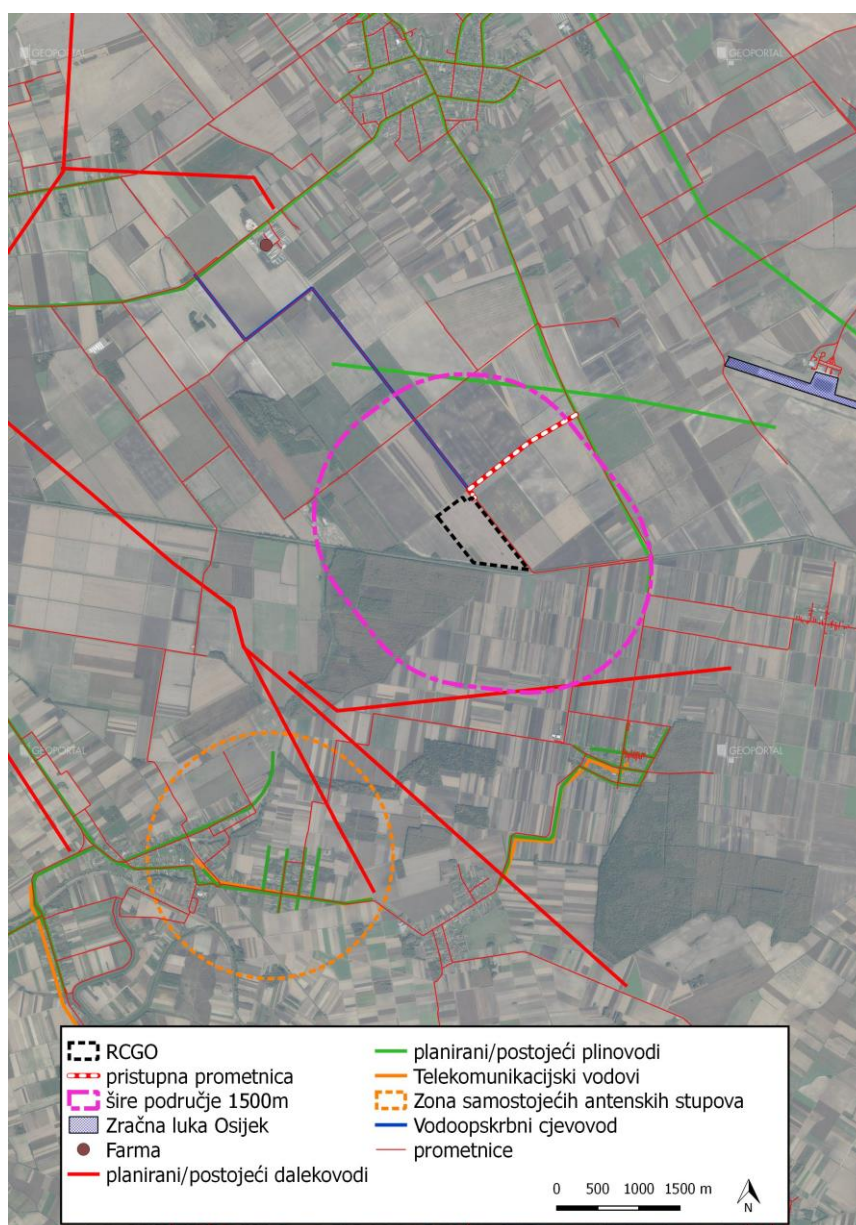 GEOPORTAL
GEOPORTAL
GEOPORTAL
GEOPORTAL
RCGO
pristupna prometnica
šire područje 1500m
Zračna luka Osijek
Farma
planirani/postojeći dalekovodi
planirani/postojeći plinovodi
Telekomunikacijski vodovi
Zona samostojećih antenskih stupova
Vodoopskrbni cjevovod
prometnice
0 500 1000 1500 m
N